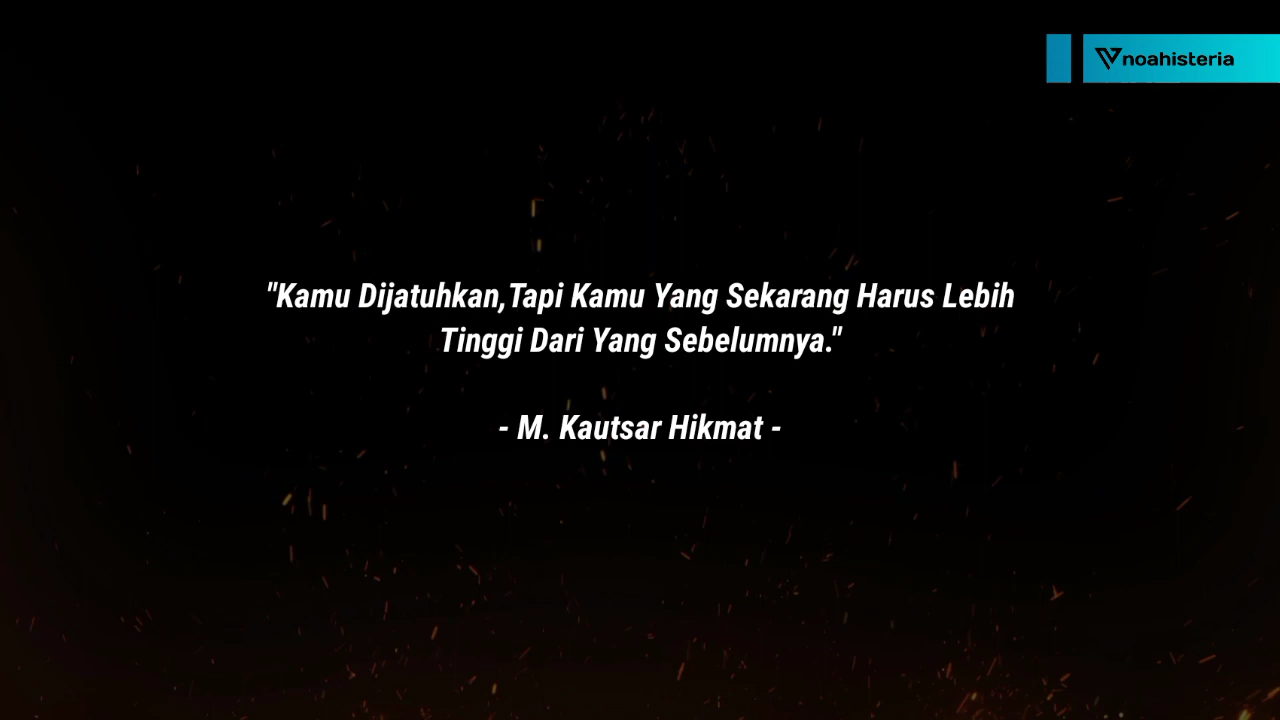 noahisteria
"Kamu Dijatuhkan,Tapi Kamu Yang Sekarang Harus Lebih
Tinggi Dari Yang Sebelumnya."
- M. Kautsar Hikmat -